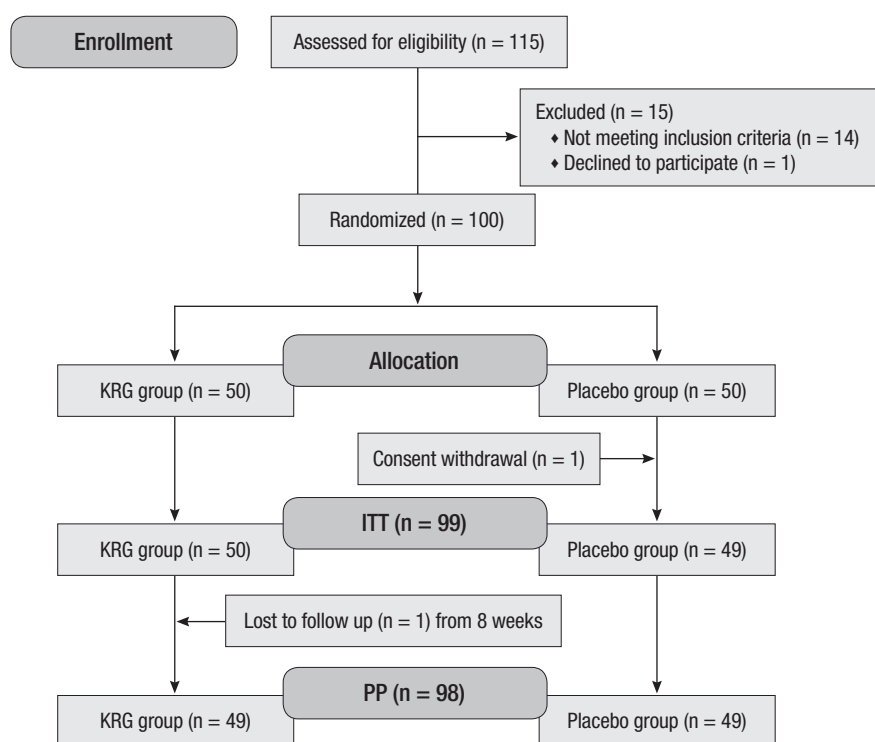 Enrollment
Assessed for eligibility (n = 115)
Excluded (n = 15)
♦ Not meeting inclusion criteria (n = 14)
♦ Declined to participate (n = 1)
Randomized (n = 100)
Allocation
KRG group (n = 50)
Placebo group (n = 50)
Consent withdrawal (n = 1)
ITT (n = 99)
KRG group (n = 50)
Placebo group (n = 49)
Lost to follow up (n = 1) from 8 weeks
PP (n = 98)
KRG group (n = 49)
Placebo group (n = 49)